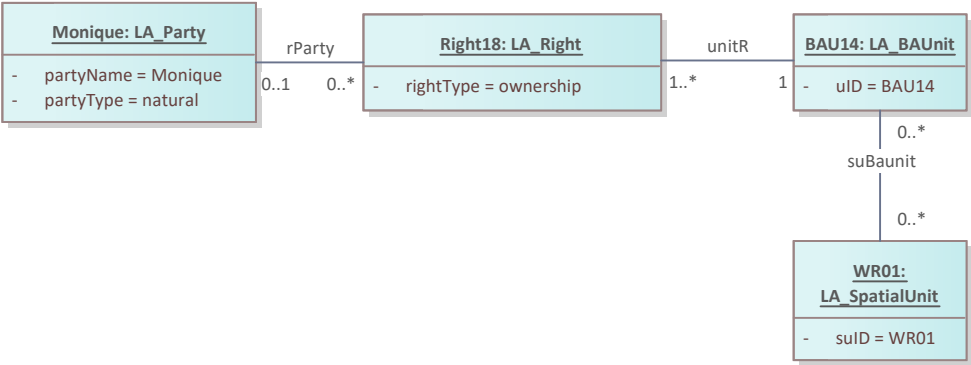 Monique: LA_Party
- partyName = Monique
- partyType = natural
rParty
0..1
0..*
Right18: LA_Right
- rightType = ownership
unitR
1..*
1
BAU14: LA_BAUnit
- uID = BAU14
0..*
suBaunit
0..*
WR01:
LA_SpatialUnit
- suID = WR01